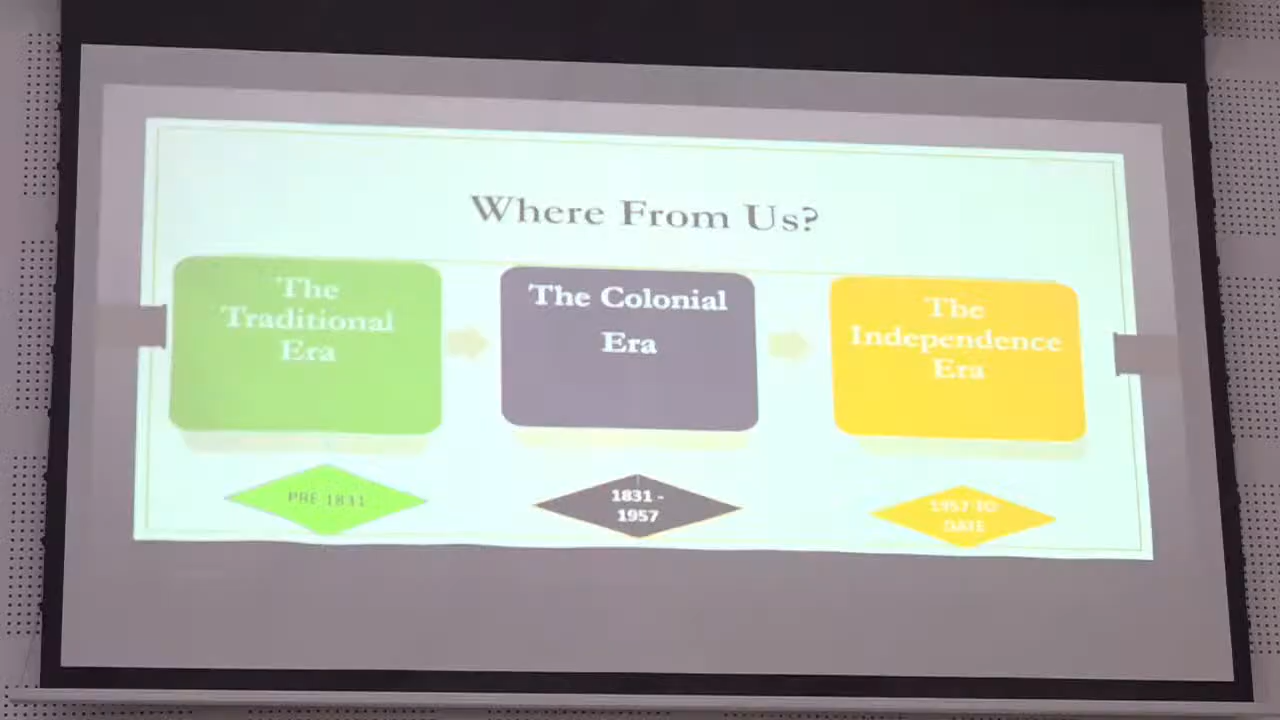 Where From Us?
The
Traditional
Era
The Colonial
Era
The
Independence
Era
PRE 1831
1831 -
1957
1957 TO
DATE